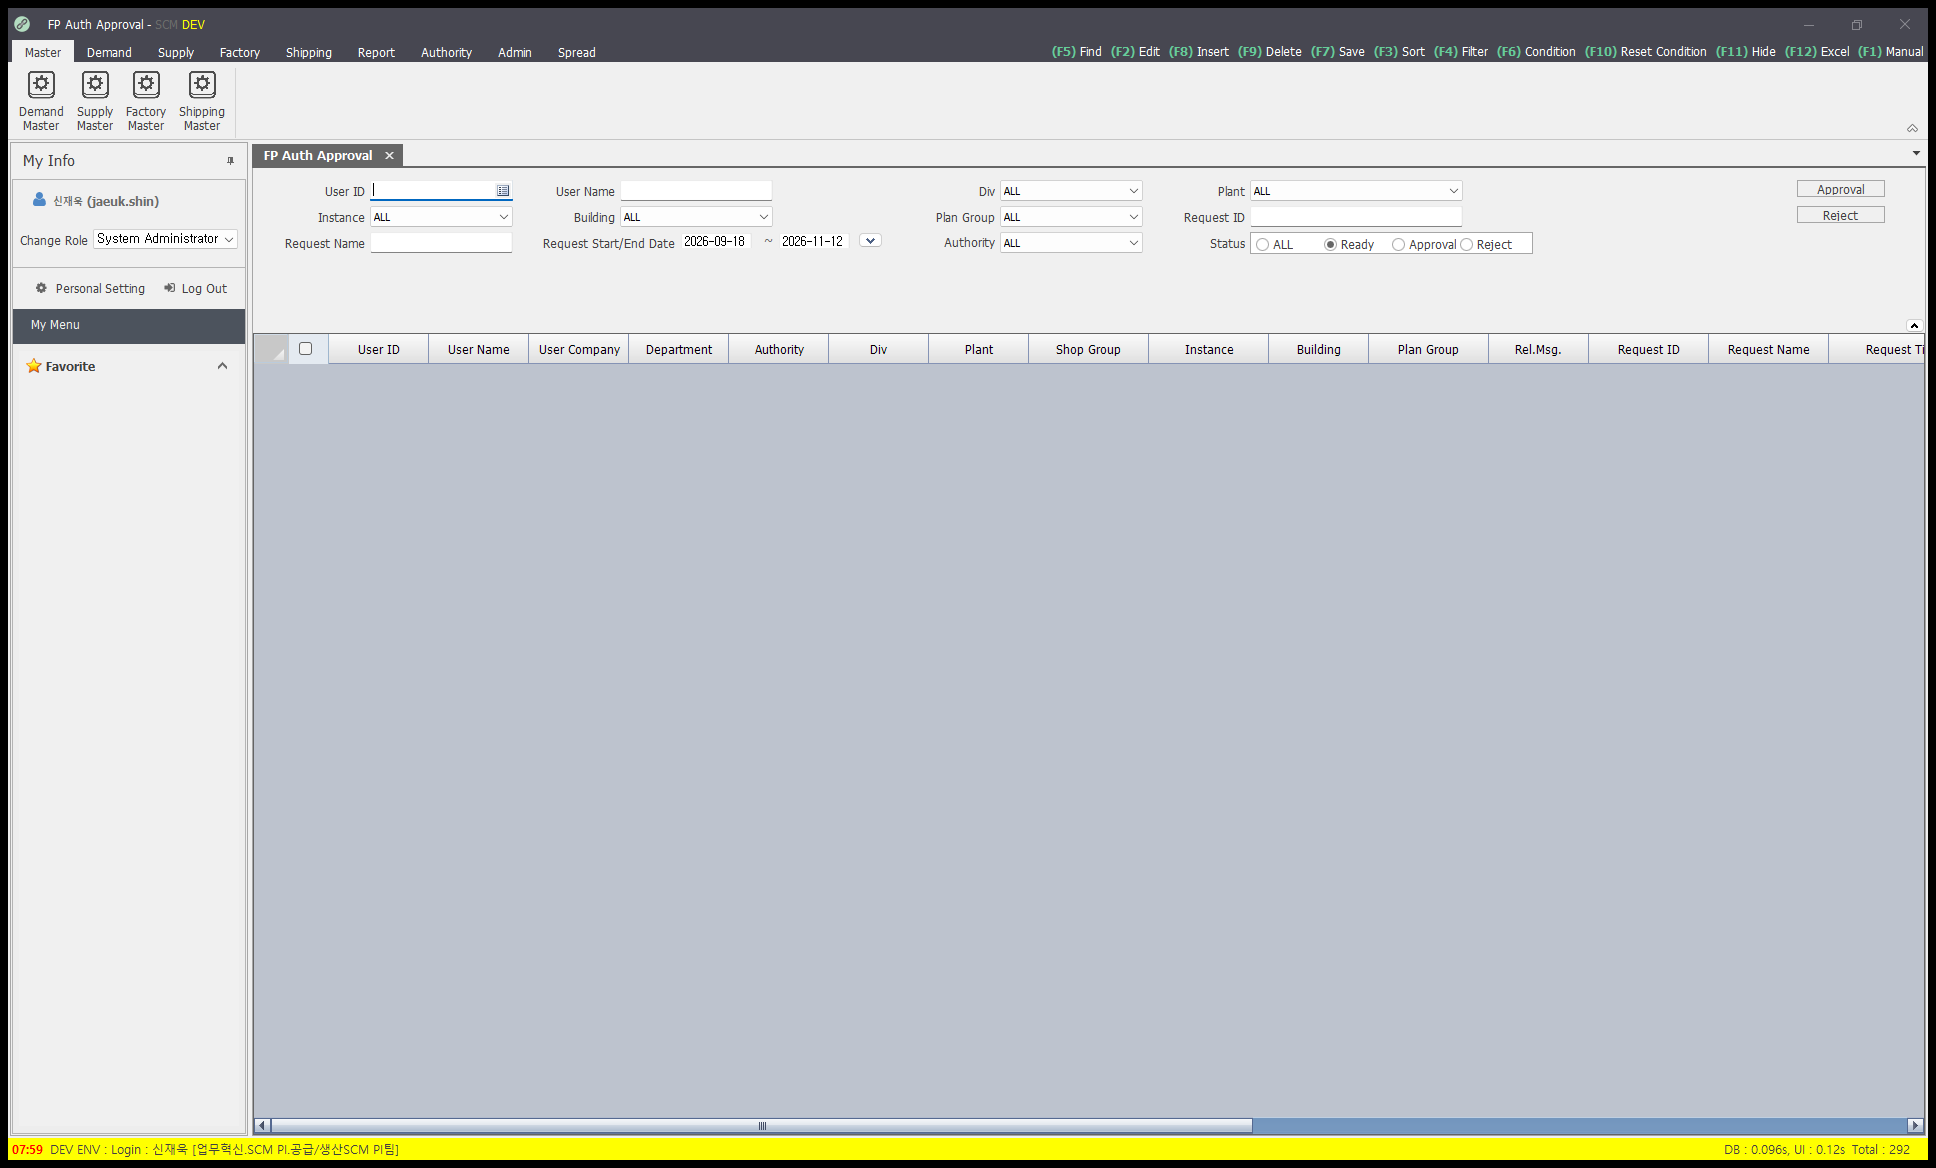 FP Auth Approval - SCM DEV
Master Demand Supply Factory Shipping Report Authority Admin Spread (F5) Find (F2) Edit (F8) Insert (F9) Delete (F7) Save (F3) Sort (F4) Filter (F6) Condition (F10) Reset Condition (F11) Hide (F12) Excel (F1) Manual
Demand Master
Supply Master
Factory Master
Shipping Master
My Info
신재욱 (jaeuk.shin)
Change Role System Administrator
Personal Setting Log Out
My Menu
Favorite
FP Auth Approval
User ID User Name Div ALL Plant ALL Approval
Instance ALL Building ALL Plan Group ALL Request ID Reject
Request Name Request Start/End Date 2026-09-18 ~ 2026-11-12 Authority ALL Status ALL Ready Approval Reject
User ID User Name User Company Department Authority Div Plant Shop Group Instance Building Plan Group Rel.Msg. Request ID Request Name Request Ti
07:59 DEV ENV : Login : 신재욱 [업무혁신.SCM PI.공급/생산SCM PI팀] DB : 0.096s, UI : 0.12s Total : 292